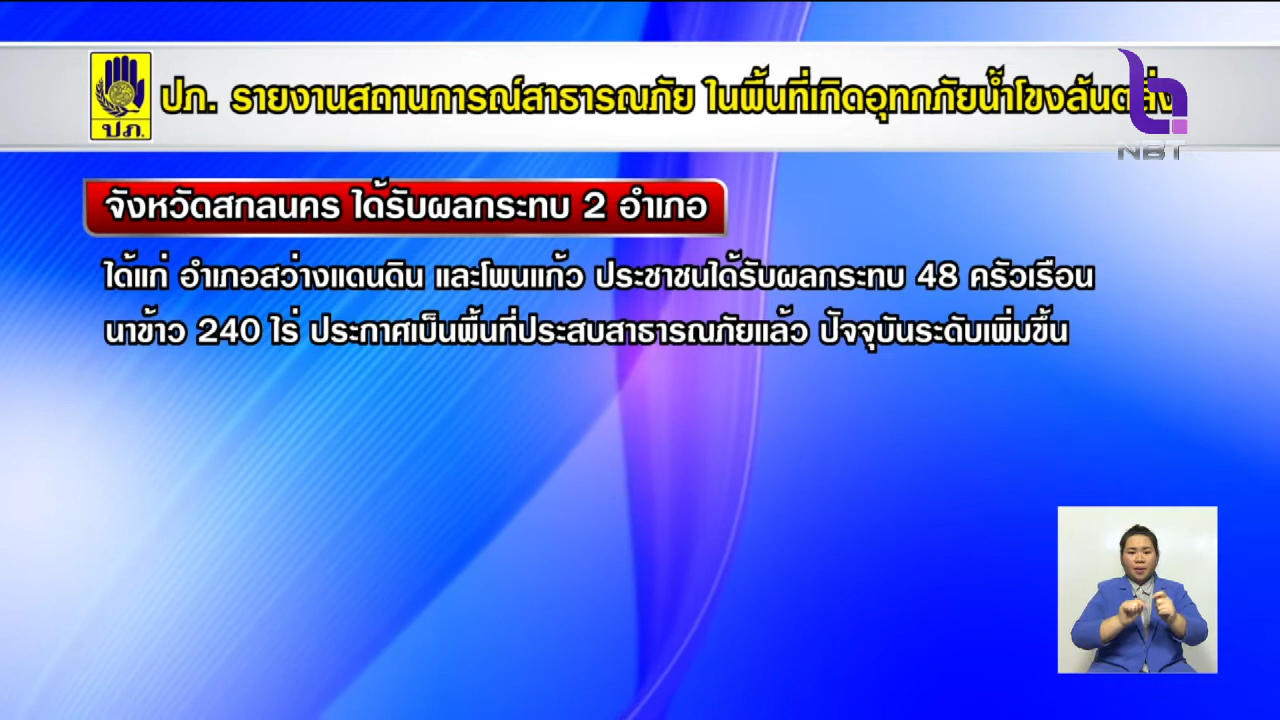 ปภ. รายงานสถานการณ์สาธารณภัย ในพื้นที่เกิดอุทกภัยน้ำโขงล้นตลิ่ง
ปภ.
NBT
จังหวัดสกลนคร ได้รับผลกระทบ 2 อำเภอ
ได้แก่ อำเภอสว่างแดนดิน และโพนแก้ว ประชาชนได้รับผลกระทบ 48 ครัวเรือน
นาข้าว 240 ไร่ ประกาศเป็นพื้นที่ประสบสาธารณภัยแล้ว ปัจจุบันระดับเพิ่มขึ้น